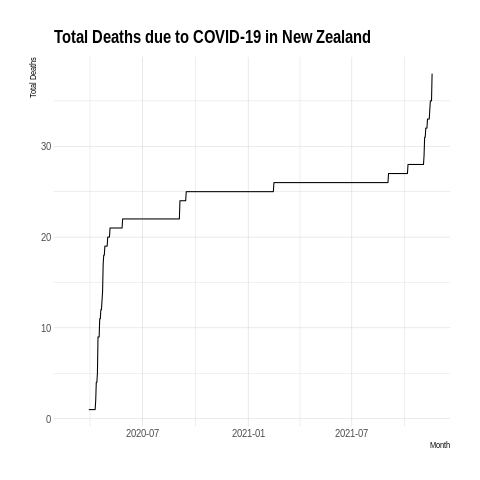 Total Deaths due to COVID-19 in New Zealand
Total Deaths
30
20
10
0
2020-07
2021-01
2021-07
Month